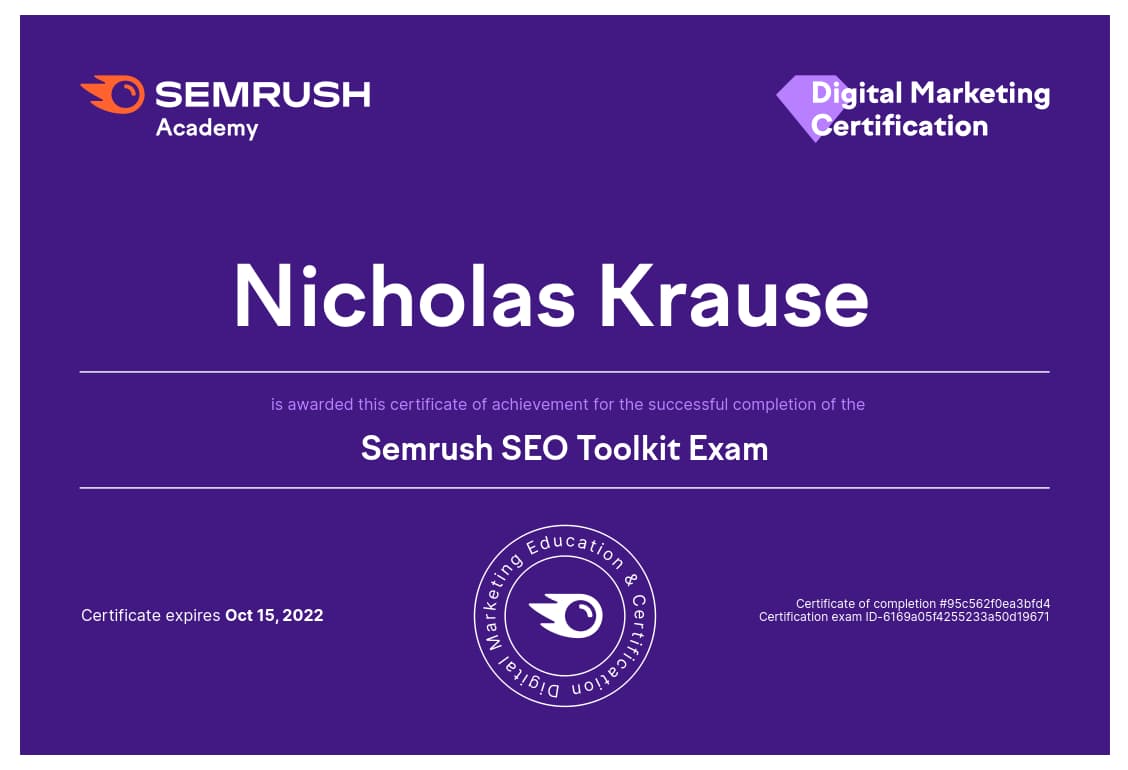 SEMRUSH
Academy
Digital Marketing
Certification
Nicholas Krause
is awarded this certificate of achievement for the successful completion of the
Semrush SEO Toolkit Exam
Certificate expires Oct 15, 2022
Digital Marketing Education & Certification
Certificate of completion #95c562f0ea3bfd4
Certification exam ID-6169a05f4255233a50d19671